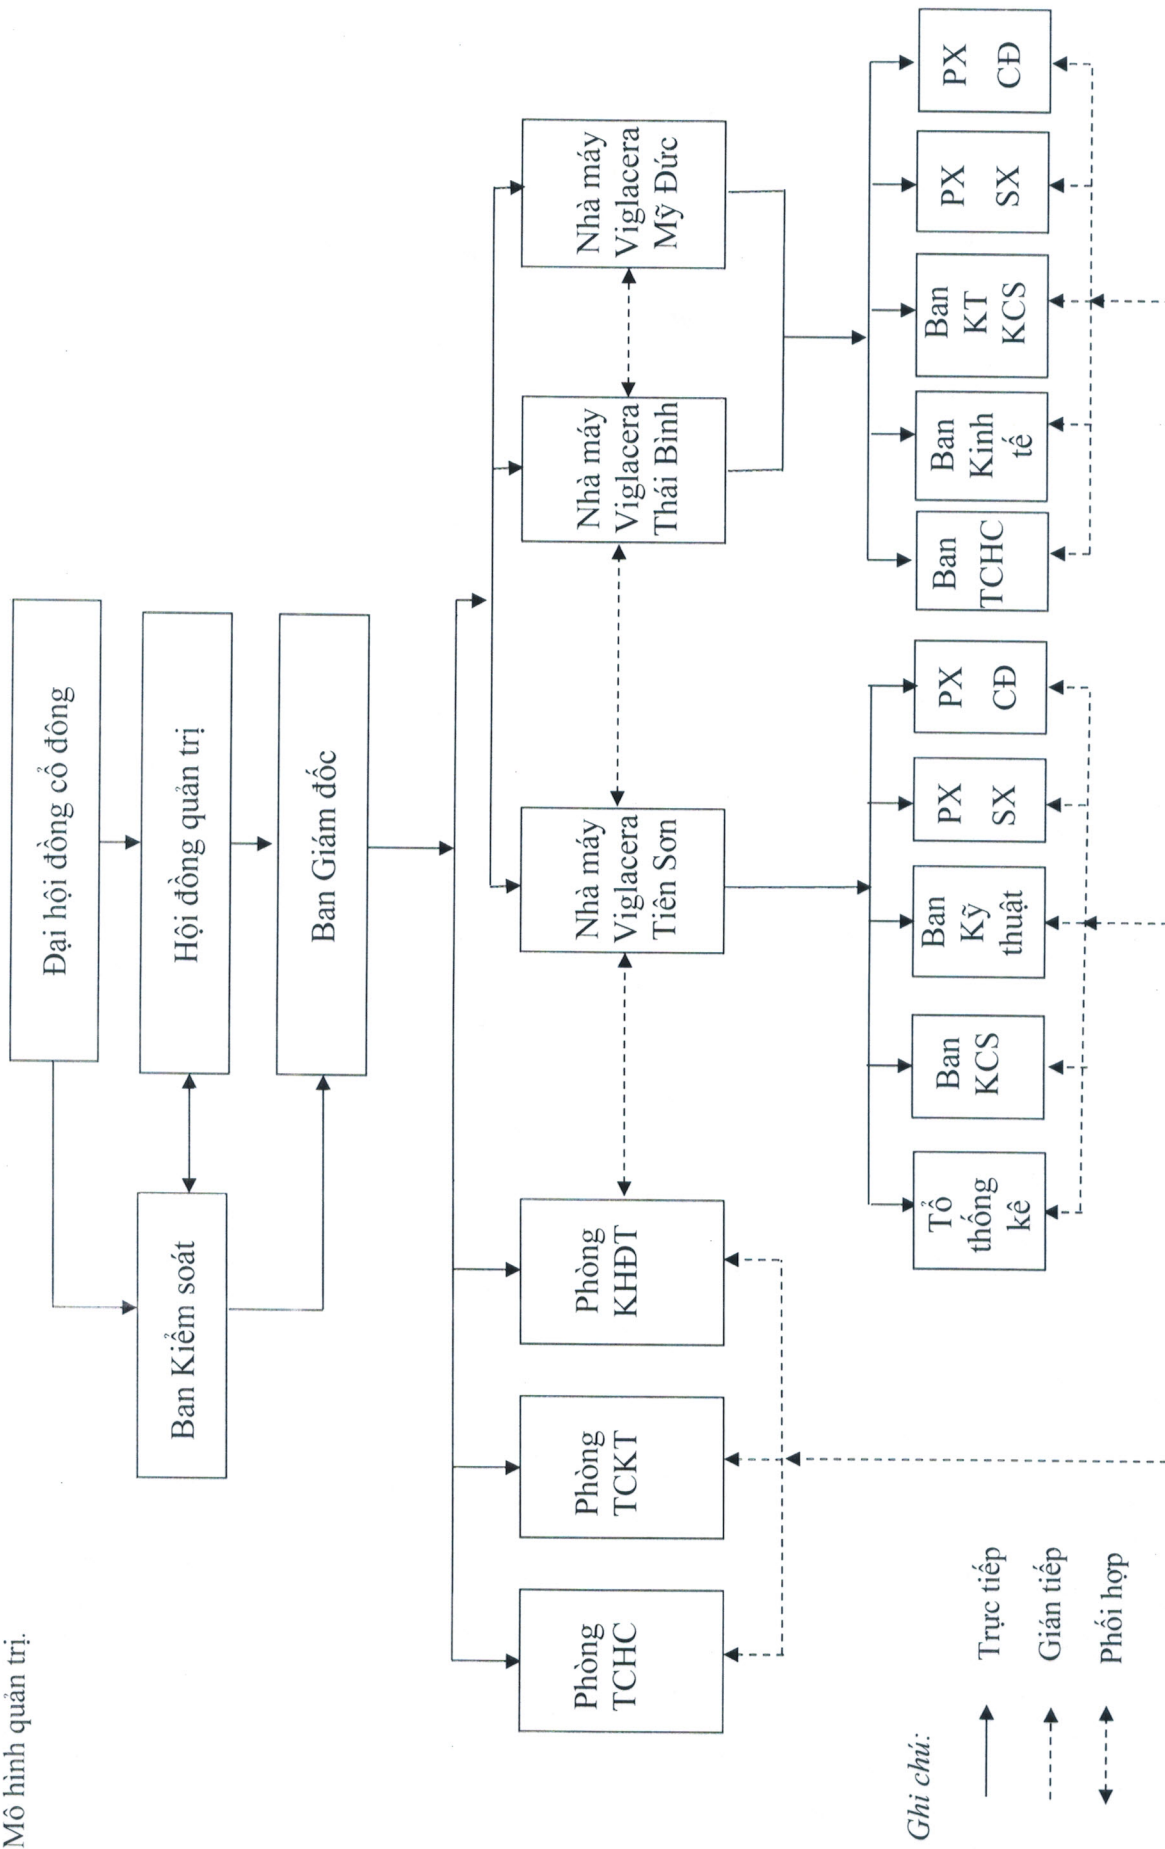 Mô hình quản trị.
Đại hội đồng cổ đông
Ban Kiểm soát
Hội đồng quản trị
Ban Giám đốc
Phòng
TCHC
Phòng
TCKT
Phòng
KHĐT
Nhà máy
Viglacera
Tiên Sơn
Nhà máy
Viglacera
Thái Bình
Nhà máy
Viglacera
Mỹ Đức
Tổ
thống
kê
Ban
KCS
Ban
Kỹ
thuật
PX
SX
PX
CĐ
Ban
TCHC
Ban
Kinh
tế
Ban
KT
KCS
PX
SX
PX
CĐ
Ghi chú:
Trực tiếp
Gián tiếp
Phối hợp